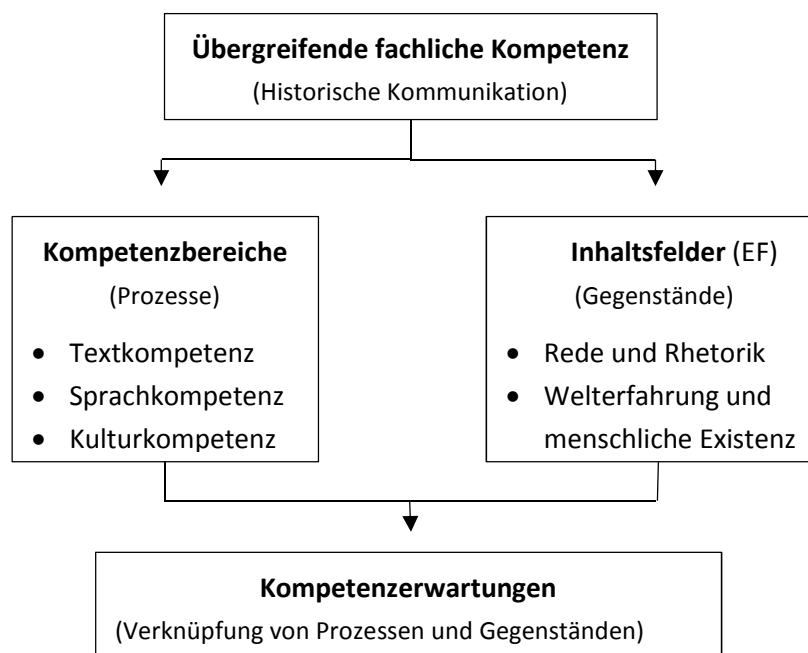 Übergreifende fachliche Kompetenz
(Historische Kommunikation)
Kompetenzbereiche
(Prozesse)
• Textkompetenz
• Sprachkompetenz
• Kulturkompetenz
Inhaltsfelder (EF)
(Gegenstände)
• Rede und Rhetorik
• Welterfahrung und
menschliche Existenz
Kompetenzerwartungen
(Verknüpfung von Prozessen und Gegenständen)